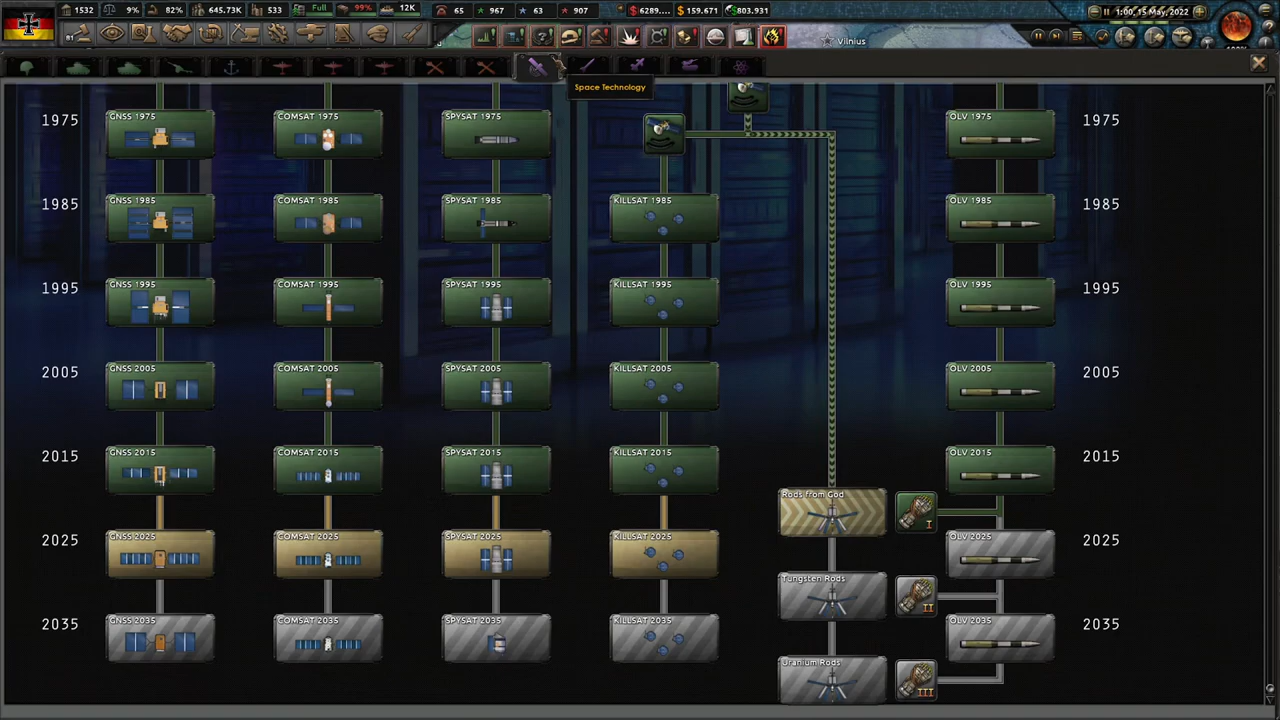 1532 9% 82% 645.73K 533 Full 99% 12K 65 967 63 907 $6289.... $159.671 $803.931 1:00, 15 May, 2022
81 Vilnius 100%
Space Technology
1975 GNSS 1975 COMSAT 1975 SPYSAT 1975 OLV 1975 1975
1985 GNSS 1985 COMSAT 1985 SPYSAT 1985 KILLSAT 1985 OLV 1985 1985
1995 GNSS 1995 COMSAT 1995 SPYSAT 1995 KILLSAT 1995 OLV 1995 1995
2005 GNSS 2005 COMSAT 2005 SPYSAT 2005 KILLSAT 2005 OLV 2005 2005
2015 GNSS 2015 COMSAT 2015 SPYSAT 2015 KILLSAT 2015 OLV 2015 2015
Rods from God I
2025 GNSS 2025 COMSAT 2025 SPYSAT 2025 KILLSAT 2025 OLV 2025 2025
Tungsten Rods II
2035 GNSS 2035 COMSAT 2035 SPYSAT 2035 KILLSAT 2035 OLV 2035 2035
Uranium Rods III